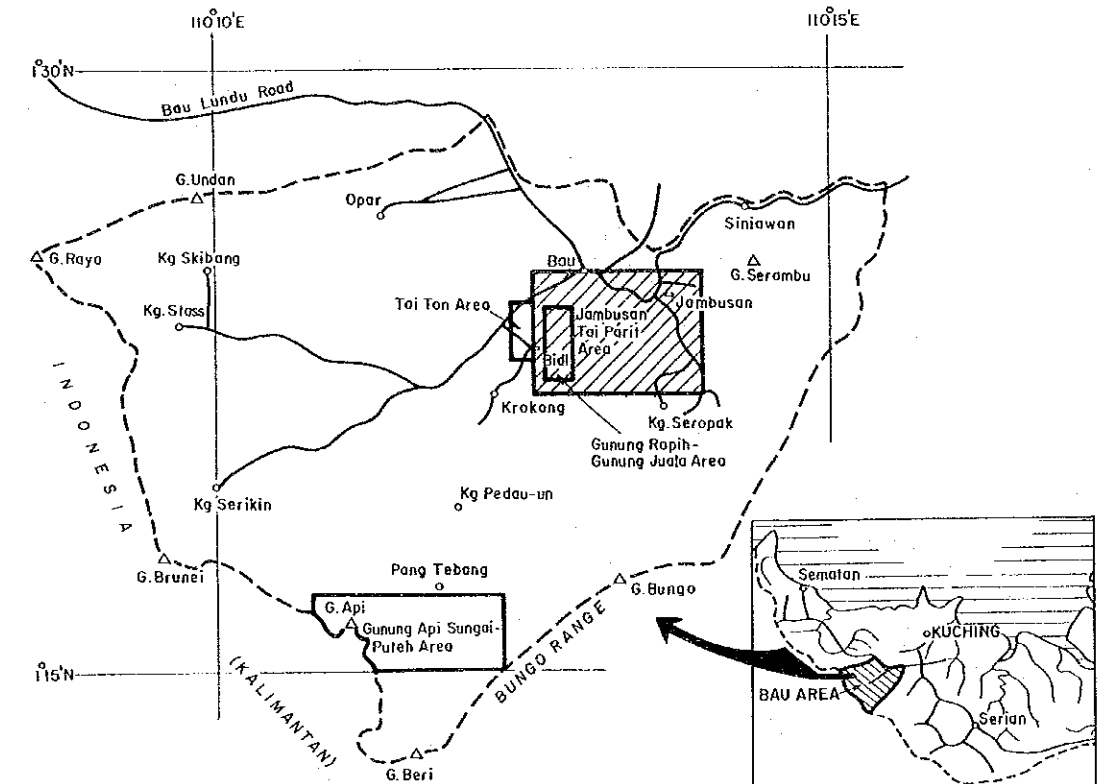 110°10'E
110°15'E
1°30'N
Bau Lundu Road
G.Undan
Opar
Siniawan
G.Raya
Kg Skibang
Bau
G.Serambu
Kg.Stass
Tai Ton Area
Jambusan
Jambusan
Tai Parit
Area
Bidi
INDONESIA
Krokong
Kg.Seropak
Gunung Rapih-
Gunung Juala Area
Kg Serikin
Kg Pedau-un
G.Brunei
Pang Tebang
G.Bungo
G.Api
Gunung Api Sungai-
Puteh Area
BUNGO RANGE
1°15'N
(KALIMANTAN)
G.Beri
Sematan
KUCHING
BAU AREA
Serian